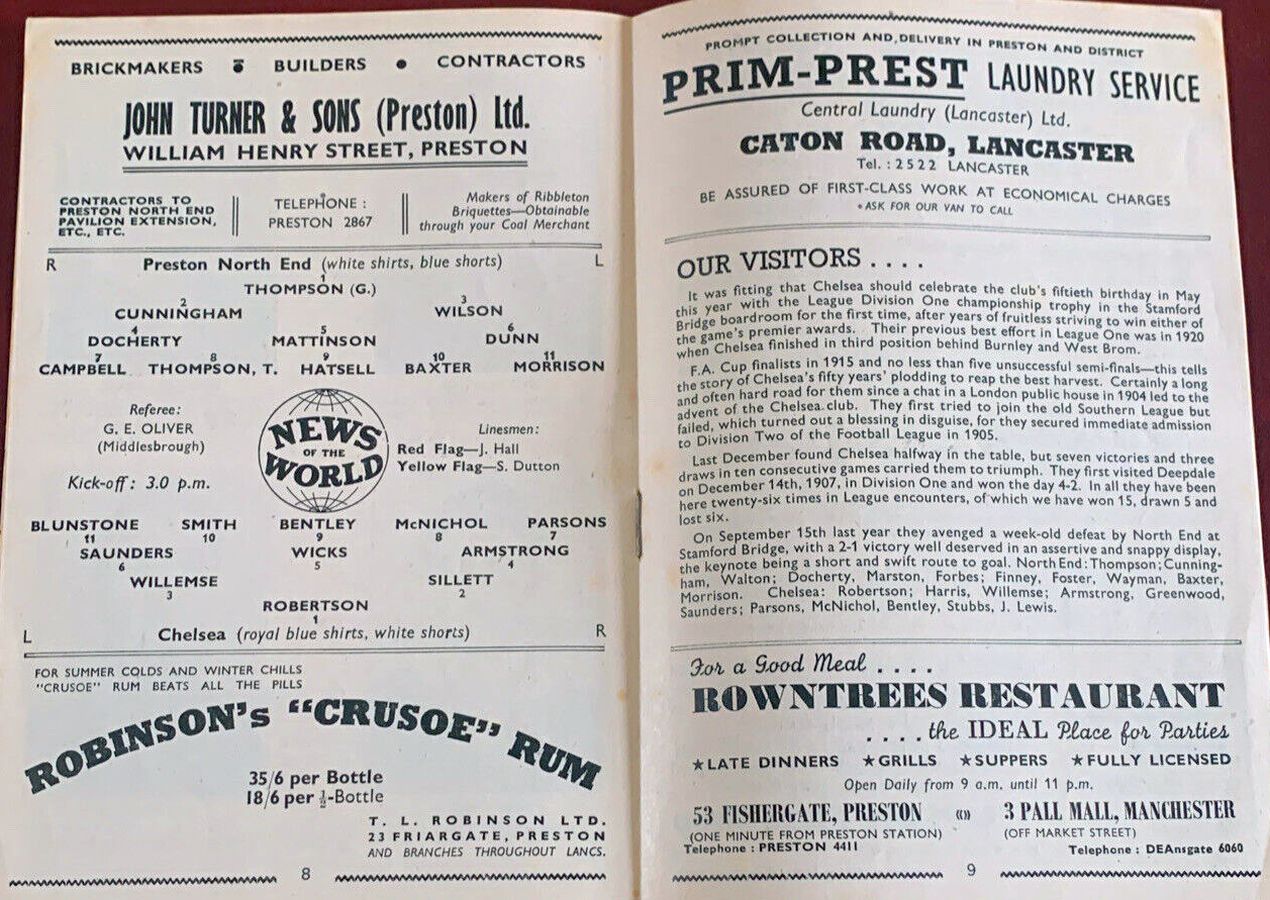 BRICKMAKERS • BUILDERS • CONTRACTORS
JOHN TURNER & SONS (Preston) Ltd.
WILLIAM HENRY STREET, PRESTON
CONTRACTORS TO
PRESTON NORTH END
PAVILION EXTENSION,
ETC., ETC.
TELEPHONE :
PRESTON 2867
Makers of Ribbleton
Briquettes—Obtainable
through your Coal Merchant
R Preston North End (white shirts, blue shorts) L
1
THOMPSON (G.)
2 3
CUNNINGHAM WILSON
4 5 6
DOCHERTY MATTINSON DUNN
7 8 9 10 11
CAMPBELL THOMPSON, T. HATSELL BAXTER MORRISON
Referee:
G. E. OLIVER
(Middlesbrough)
Kick-off: 3.0 p.m.
NEWS
OF THE
WORLD
Linesmen:
Red Flag—J. Hall
Yellow Flag—S. Dutton
BLUNSTONE SMITH BENTLEY McNICHOL PARSONS
11 10 9 8 7
SAUNDERS WICKS ARMSTRONG
6 5 4
WILLEMSE SILLETT
3 2
ROBERTSON
1
L Chelsea (royal blue shirts, white shorts) R
FOR SUMMER COLDS AND WINTER CHILLS
"CRUSOE" RUM BEATS ALL THE PILLS
ROBINSON's "CRUSOE" RUM
35/6 per Bottle
18/6 per ½-Bottle
T. L. ROBINSON LTD.
23 FRIARGATE, PRESTON
AND BRANCHES THROUGHOUT LANCS.
8
PROMPT COLLECTION AND DELIVERY IN PRESTON AND DISTRICT
PRIM-PREST LAUNDRY SERVICE
Central Laundry (Lancaster) Ltd.
CATON ROAD, LANCASTER
Tel. : 2522 LANCASTER
BE ASSURED OF FIRST-CLASS WORK AT ECONOMICAL CHARGES
• ASK FOR OUR VAN TO CALL
OUR VISITORS . . . .
It was fitting that Chelsea should celebrate the club's fiftieth birthday in May
this year with the League Division One championship trophy in the Stamford
Bridge boardroom for the first time, after years of fruitless striving to win either of
the game's premier awards. Their previous best effort in League One was in 1920
when Chelsea finished in third position behind Burnley and West Brom.
F.A. Cup finalists in 1915 and no less than five unsuccessful semi-finals—this tells
the story of Chelsea's fifty years' plodding to reap the best harvest. Certainly a long
and often hard road for them since a chat in a London public house in 1904 led to the
advent of the Chelsea club. They first tried to join the old Southern League but
failed, which turned out a blessing in disguise, for they secured immediate admission
to Division Two of the Football League in 1905.
Last December found Chelsea halfway in the table, but seven victories and three
draws in ten consecutive games carried them to triumph. They first visited Deepdale
on December 14th, 1907, in Division One and won the day 4-2. In all they have been
here twenty-six times in League encounters, of which we have won 15, drawn 5 and
lost six.
On September 15th last year they avenged a week-old defeat by North End at
Stamford Bridge, with a 2-1 victory well deserved in an assertive and snappy display,
the keynote being a short and swift route to goal. North End: Thompson; Cunning-
ham, Walton; Docherty, Marston, Forbes; Finney, Foster, Wayman, Baxter,
Morrison. Chelsea: Robertson; Harris, Willemse; Armstrong, Greenwood,
Saunders; Parsons, McNichol, Bentley, Stubbs, J. Lewis.
For a Good Meal . . . .
ROWNTREES RESTAURANT
. . . . the IDEAL Place for Parties
★LATE DINNERS ★GRILLS ★SUPPERS ★FULLY LICENSED
Open Daily from 9 a.m. until 11 p.m.
53 FISHERGATE, PRESTON «» 3 PALL MALL, MANCHESTER
(ONE MINUTE FROM PRESTON STATION) (OFF MARKET STREET)
Telephone : PRESTON 4411 Telephone : DEAnsgate 6060
9